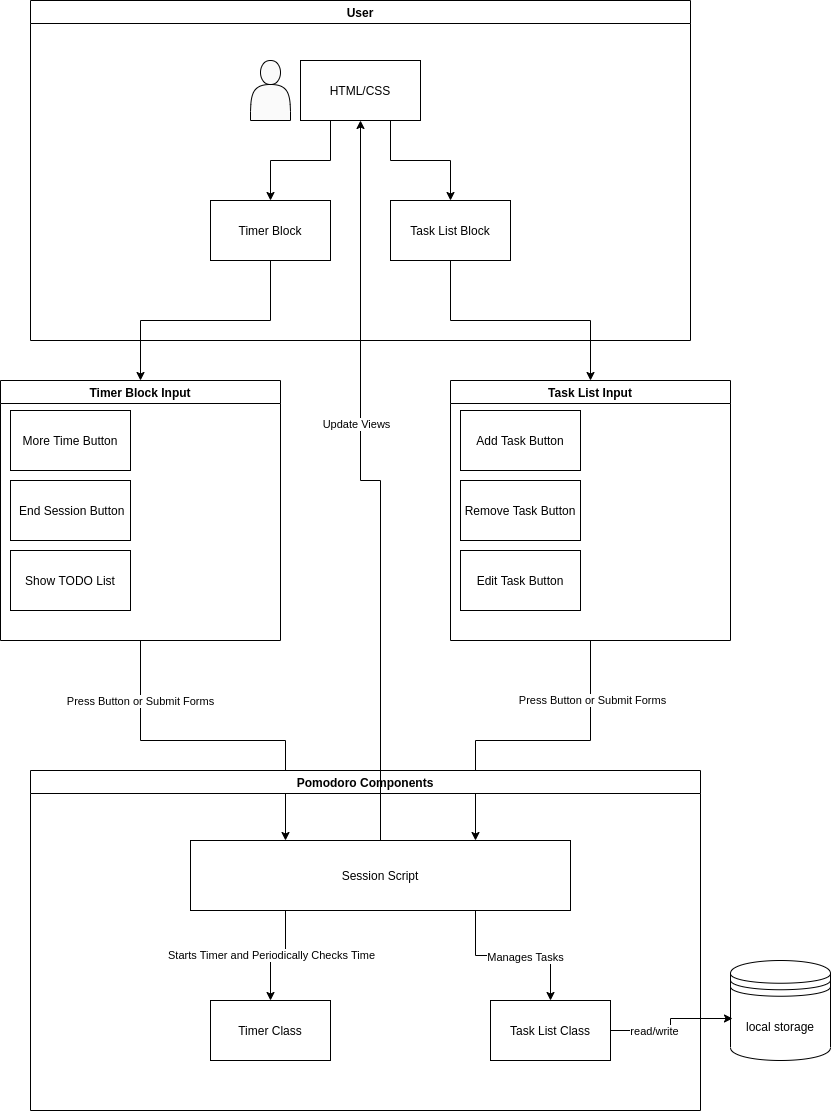 User
HTML/CSS
Timer Block
Task List Block
Timer Block Input
Task List Input
Update Views
More Time Button
Add Task Button
End Session Button
Remove Task Button
Show TODO List
Edit Task Button
Press Button or Submit Forms
Press Button or Submit Forms
Pomodoro Components
Session Script
Starts Timer and Periodically Checks Time
Manages Tasks
Timer Class
Task List Class
read/write
local storage